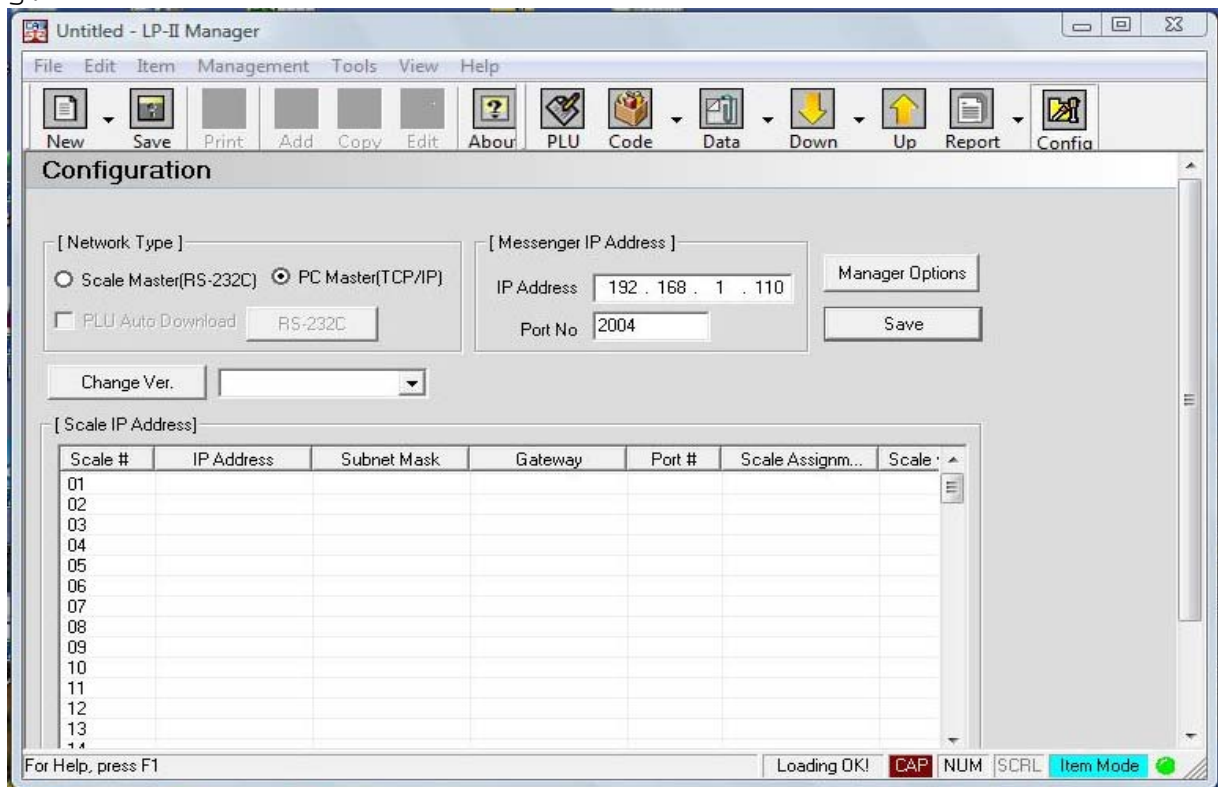 Untitled - LP-II Manager
File Edit Item Management Tools View Help
New Save Print Add Copy Edit Abou PLU Code Data Down Up Report Config
Configuration
[ Network Type ]
Scale Master(RS-232C) PC Master(TCP/IP)
PLU Auto Download RS-232C
[ Messenger IP Address ]
IP Address 192 . 168 . 1 . 110
Port No 2004
Manager Options
Save
Change Ver.
[ Scale IP Address]
Scale # IP Address Subnet Mask Gateway Port # Scale Assignm... Scale
01
02
03
04
05
06
07
08
09
10
11
12
13
14
For Help, press F1 Loading OK! CAP NUM SCRL Item Mode